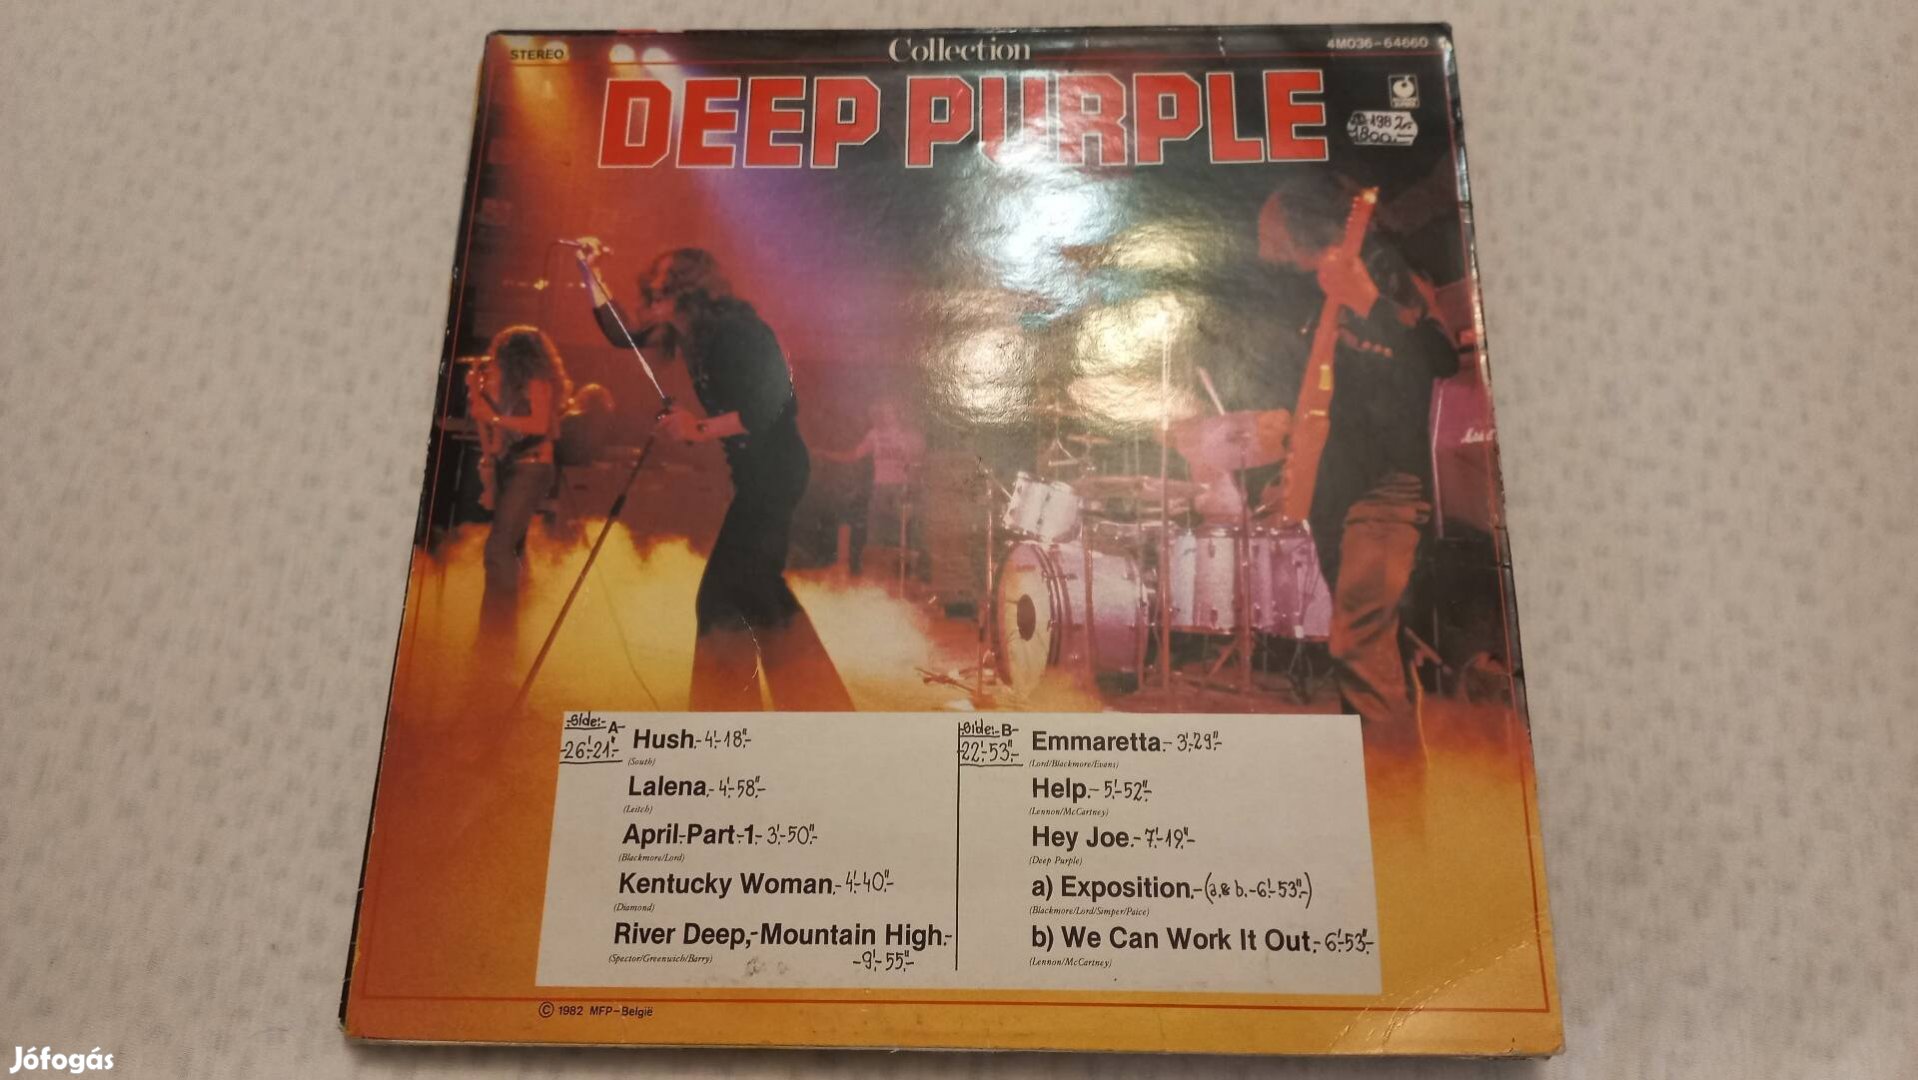 STEREO
Collection
4M036-64660
DEEP PURPLE
1982.-
1800.-
-Side:- A-
-26'-21"-
Hush.-4'-18"-
(South)
Lalena.-4'-58"-
(Leitch)
April-Part-1-3'-50"-
(Blackmore/Lord)
Kentucky Woman.-4'-40"-
(Diamond)
River Deep,-Mountain High.-
(Spector/Greenwich/Barry)
-9'-55"-
-Side:- B-
-22'-53"-
Emmaretta.-3'-29"-
(Lord/Blackmore/Evans)
Help.-5'-52"-
(Lennon/McCartney)
Hey Joe.-7'-19"-
(Deep Purple)
a) Exposition.-(a.& b.-6'-53"-)
(Blackmore/Lord/Simper/Paice)
b) We Can Work It Out.-6'-53"-
(Lennon/McCartney)
© 1982 MFP-België
Jófogás